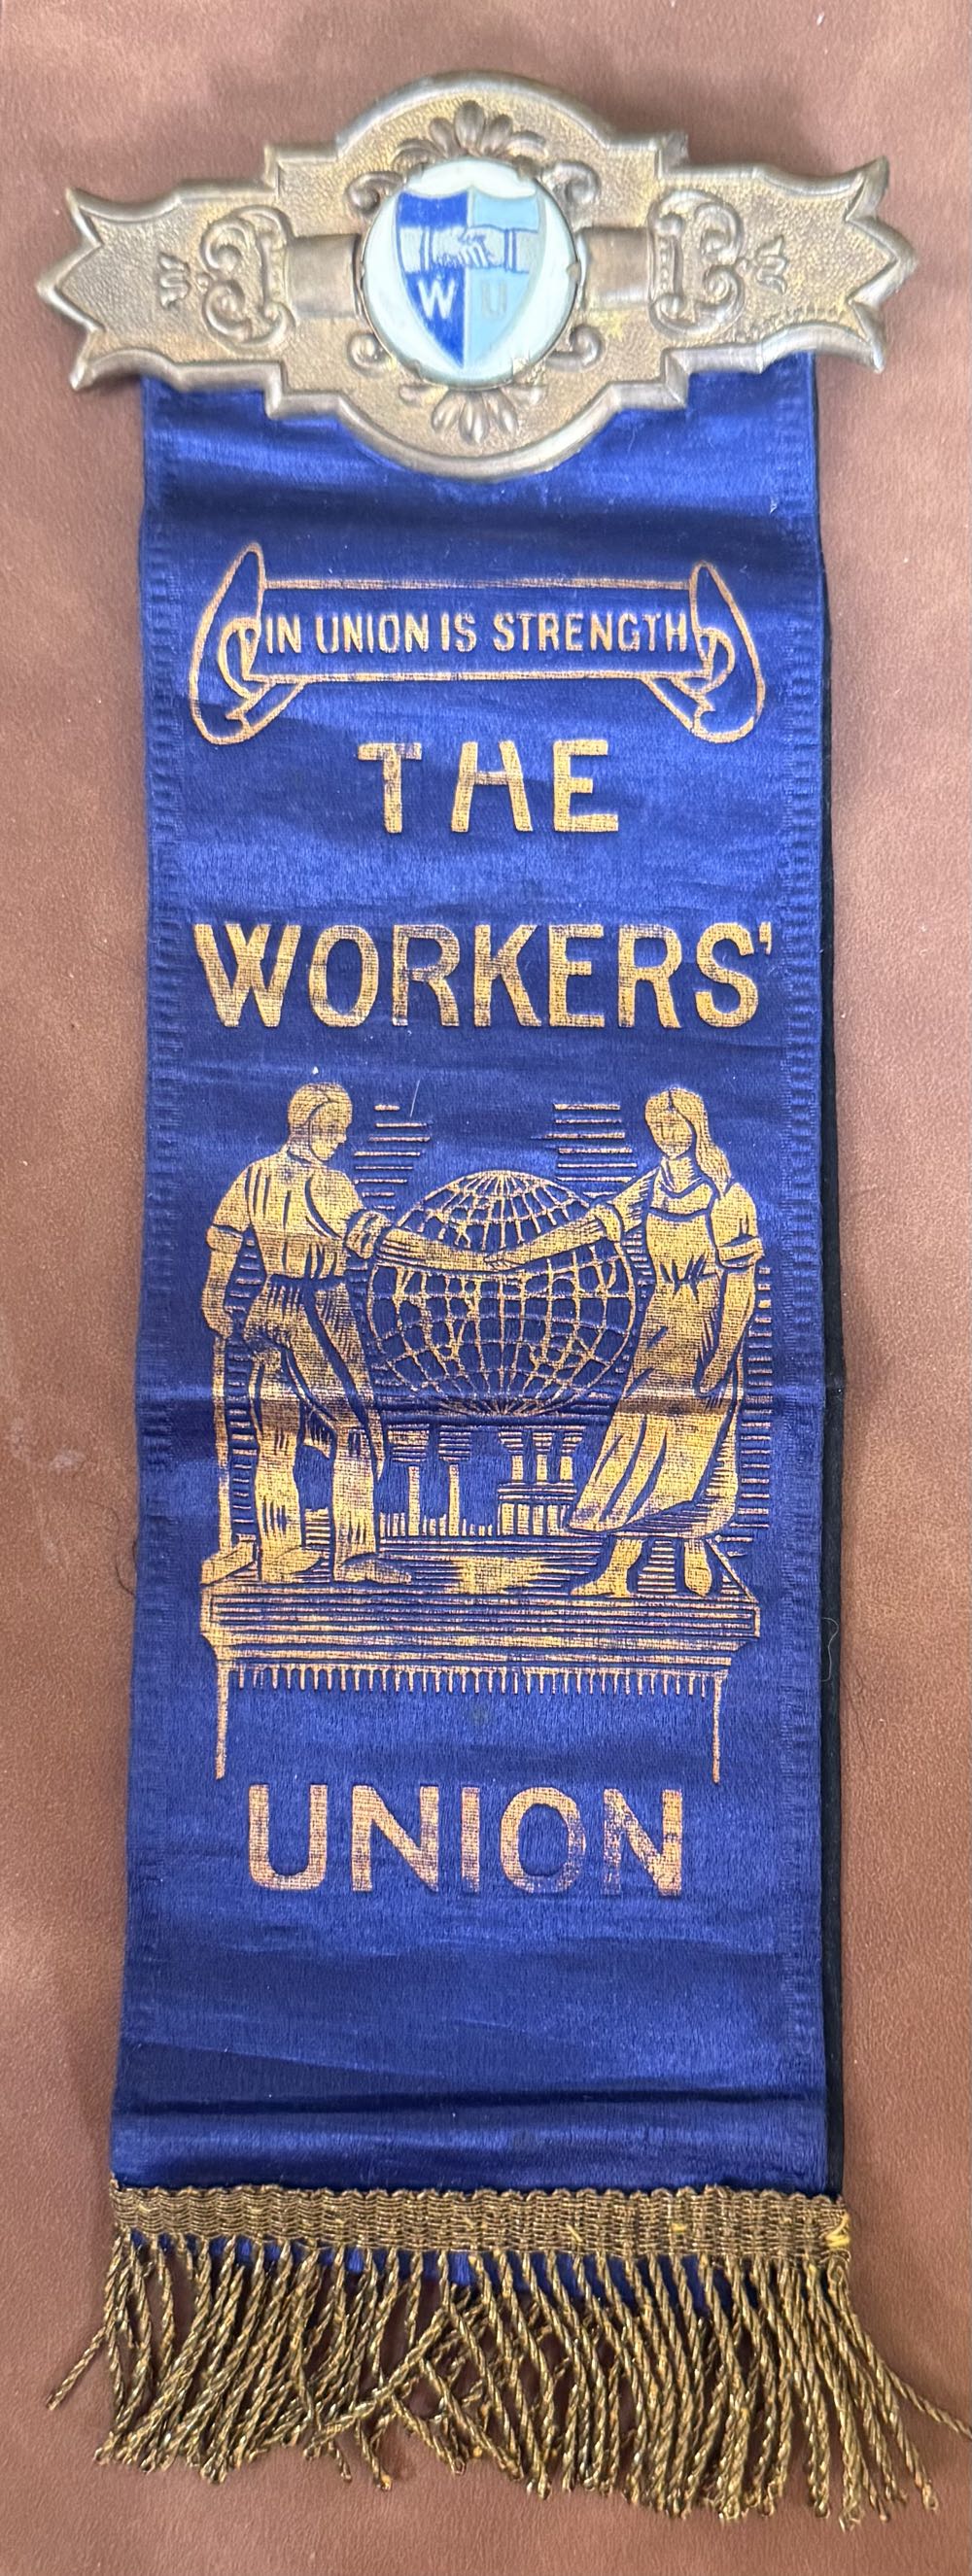 W U
IN UNION IS STRENGTH
THE
WORKERS'
UNION